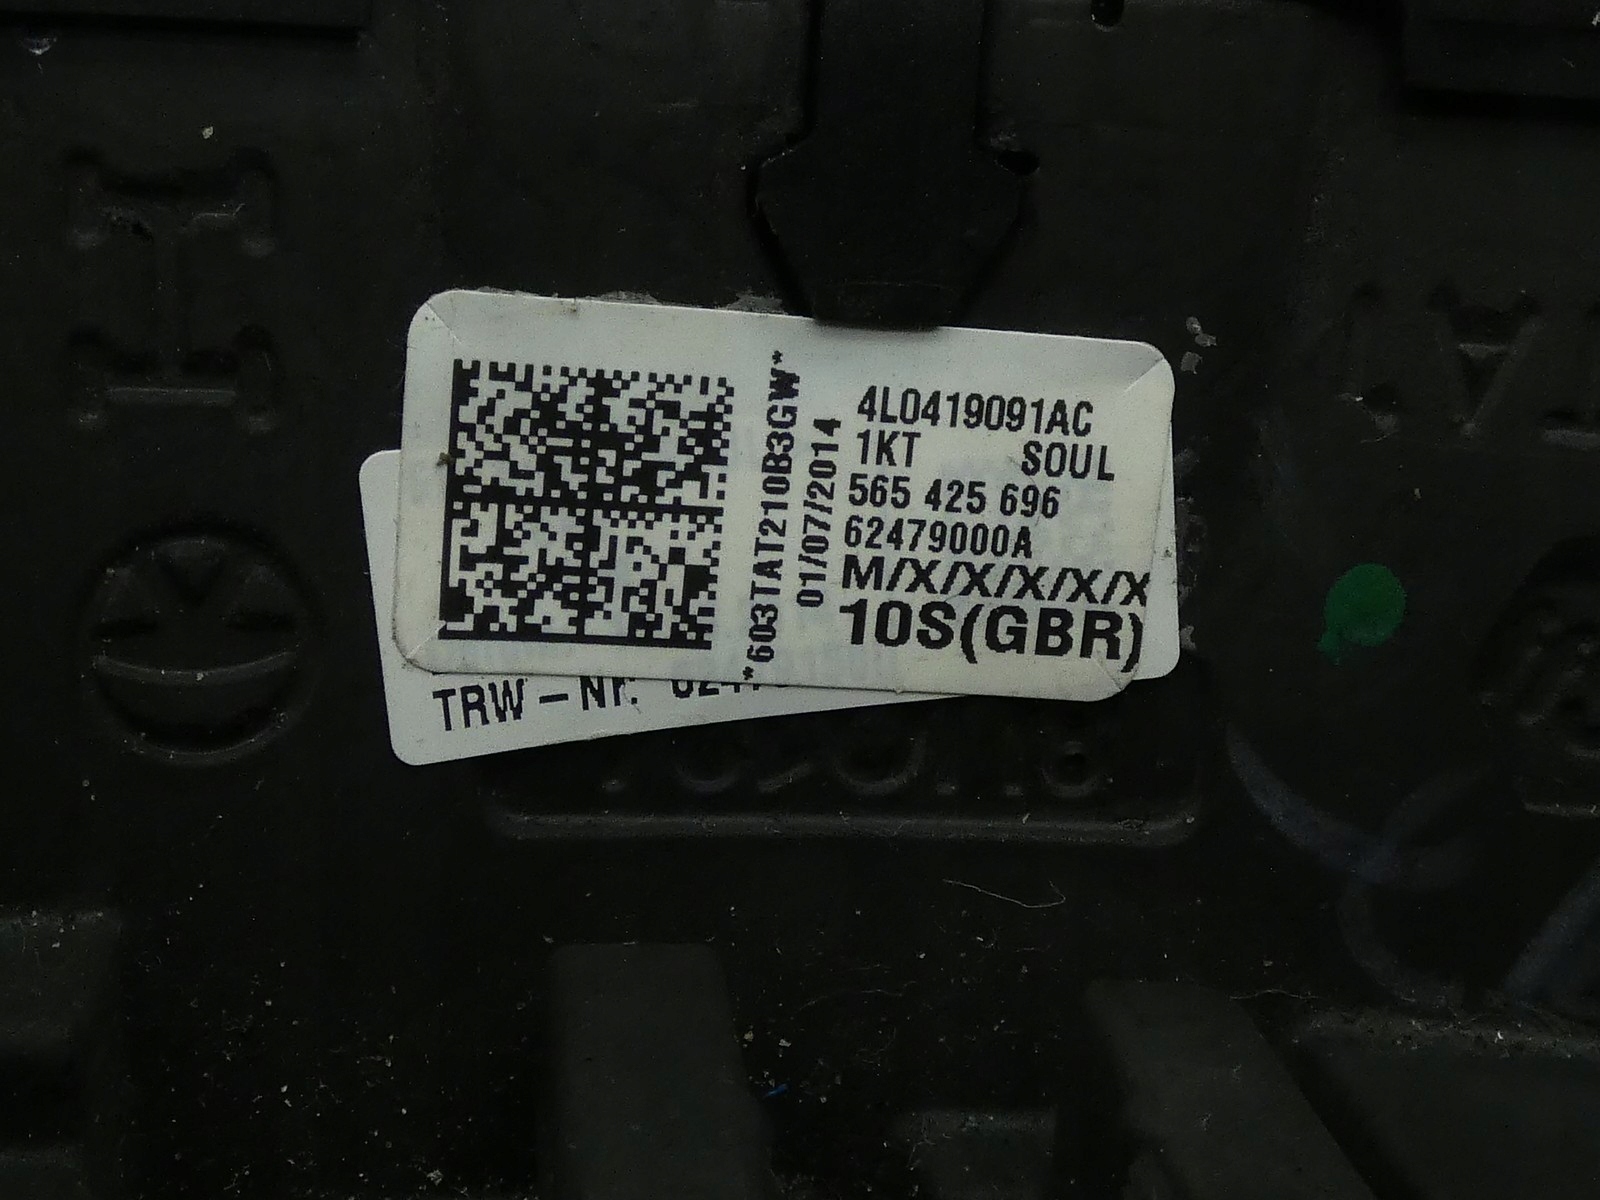 *603TAT210B3GW*
01/07/2014
4L0419091AC
1KT SOUL
565 425 696
62479000A
M/X/X/X/X/X
10S(GBR)
TRW-Nr.